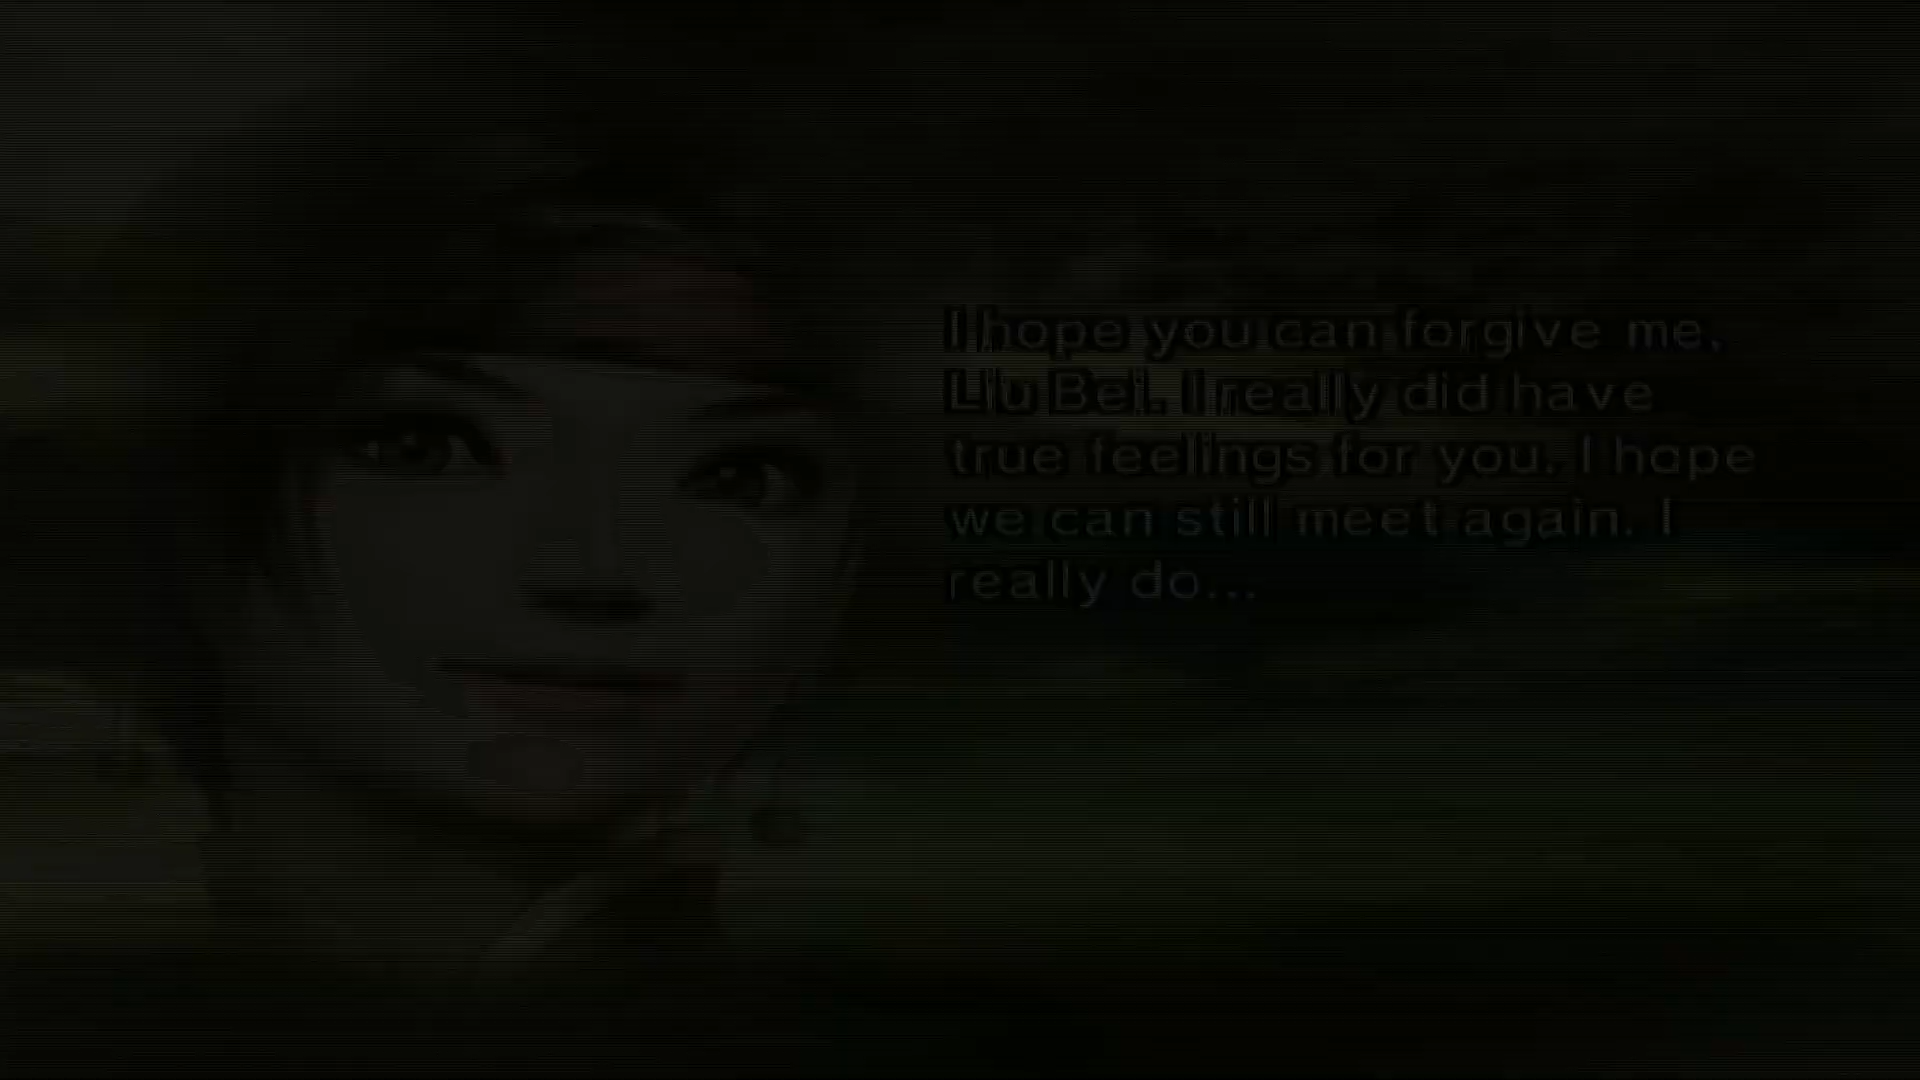 I hope you can forgive me,
Liu Bei. I really did have
true feelings for you. I hope
we can still meet again. I
really do...